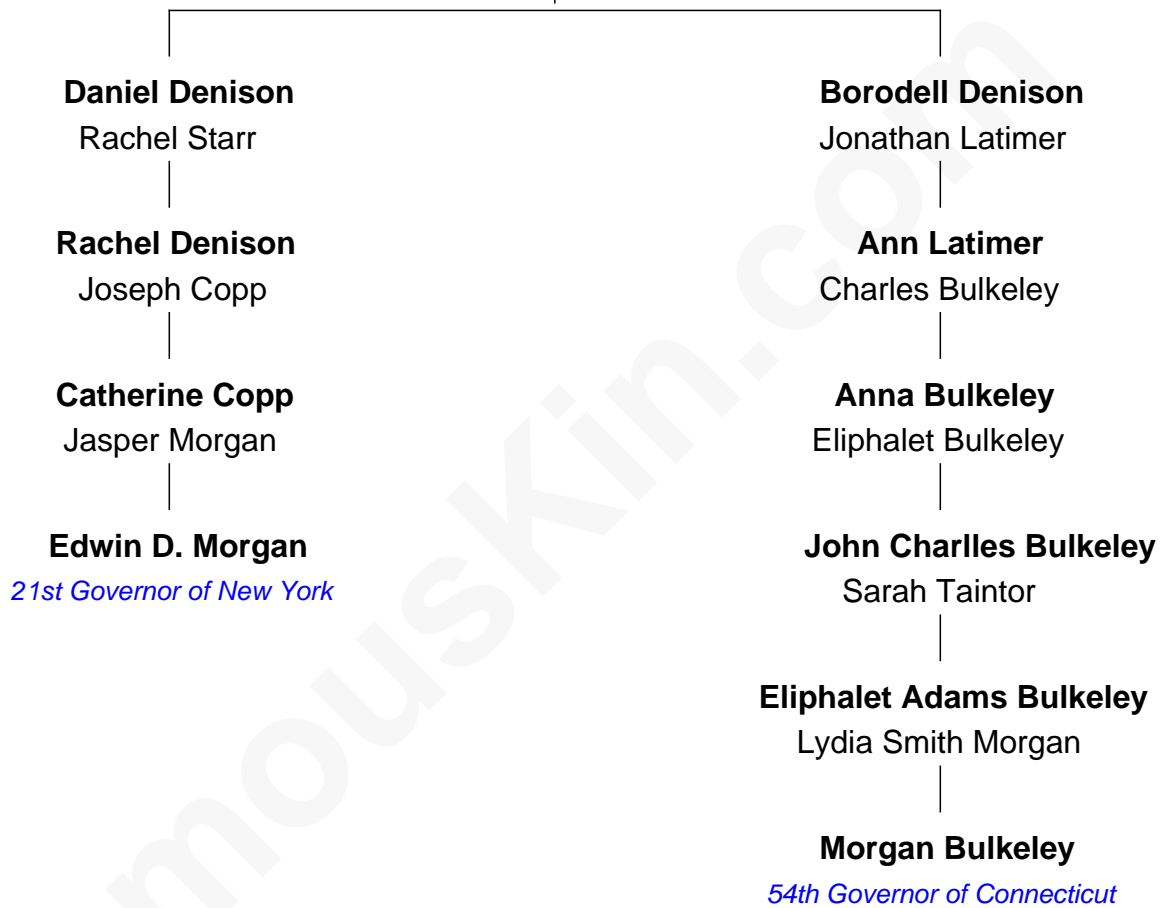 Daniel Denison
Rachel Starr
Rachel Denison
Joseph Copp
Catherine Copp
Jasper Morgan
Edwin D. Morgan
21st Governor of New York
Borodell Denison
Jonathan Latimer
Ann Latimer
Charles Bulkeley
Anna Bulkeley
Eliphalet Bulkeley
John Charlles Bulkeley
Sarah Taintor
Eliphalet Adams Bulkeley
Lydia Smith Morgan
Morgan Bulkeley
54th Governor of Connecticut
mousKin.com